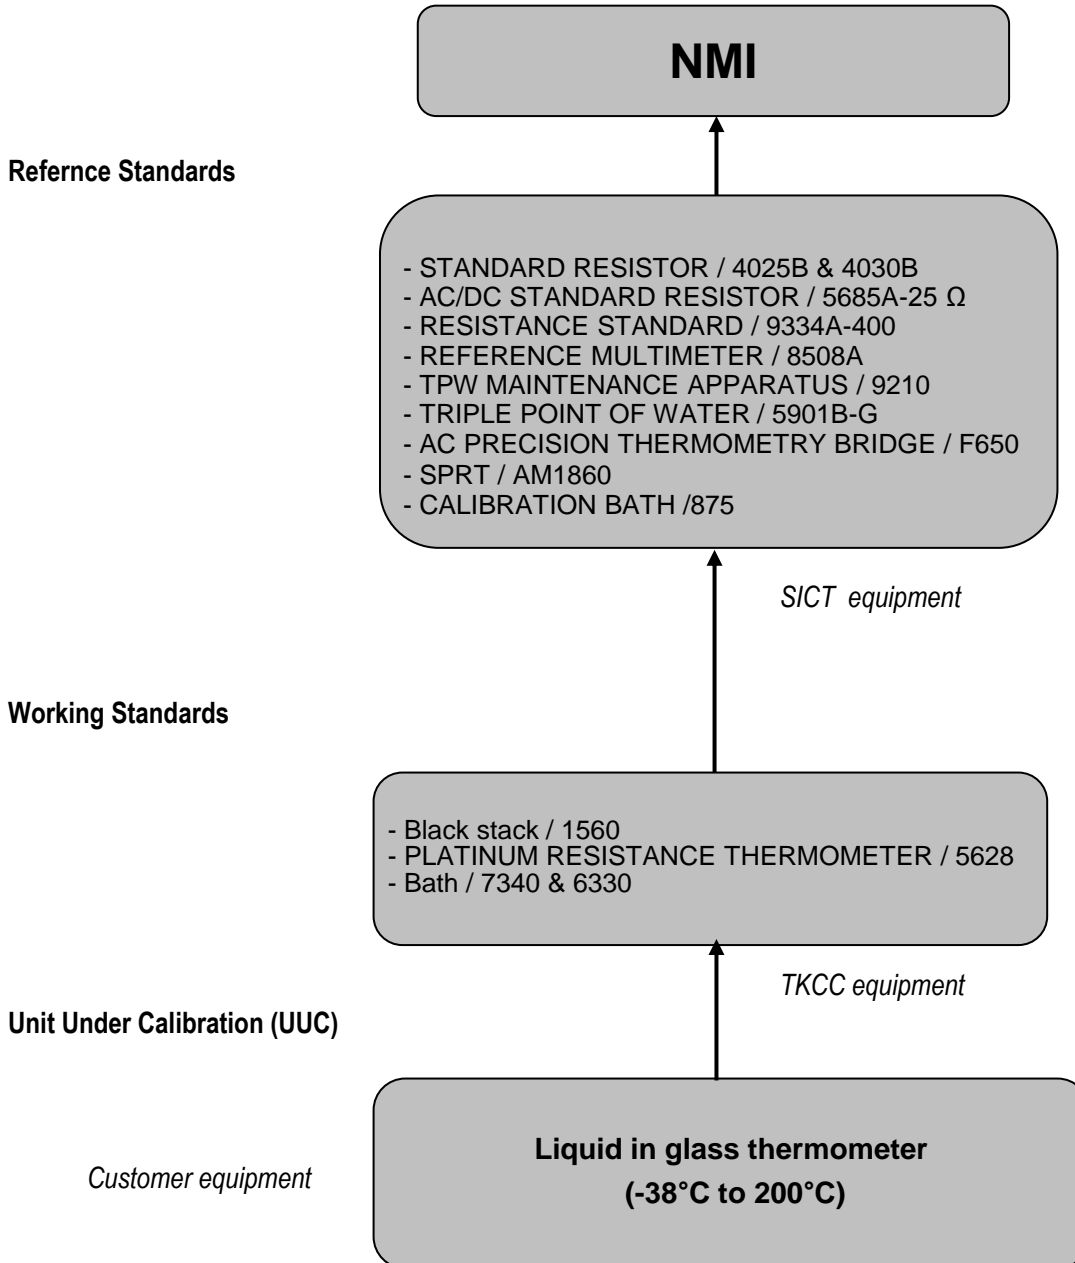 NMI
Refernce Standards
- STANDARD RESISTOR / 4025B & 4030B
- AC/DC STANDARD RESISTOR / 5685A-25 Ω
- RESISTANCE STANDARD / 9334A-400
- REFERENCE MULTIMETER / 8508A
- TPW MAINTENANCE APPARATUS / 9210
- TRIPLE POINT OF WATER / 5901B-G
- AC PRECISION THERMOMETRY BRIDGE / F650
- SPRT / AM1860
- CALIBRATION BATH /875
SICT equipment
Working Standards
- Black stack / 1560
- PLATINUM RESISTANCE THERMOMETER / 5628
- Bath / 7340 & 6330
TKCC equipment
Unit Under Calibration (UUC)
Liquid in glass thermometer
(-38°C to 200°C)
Customer equipment